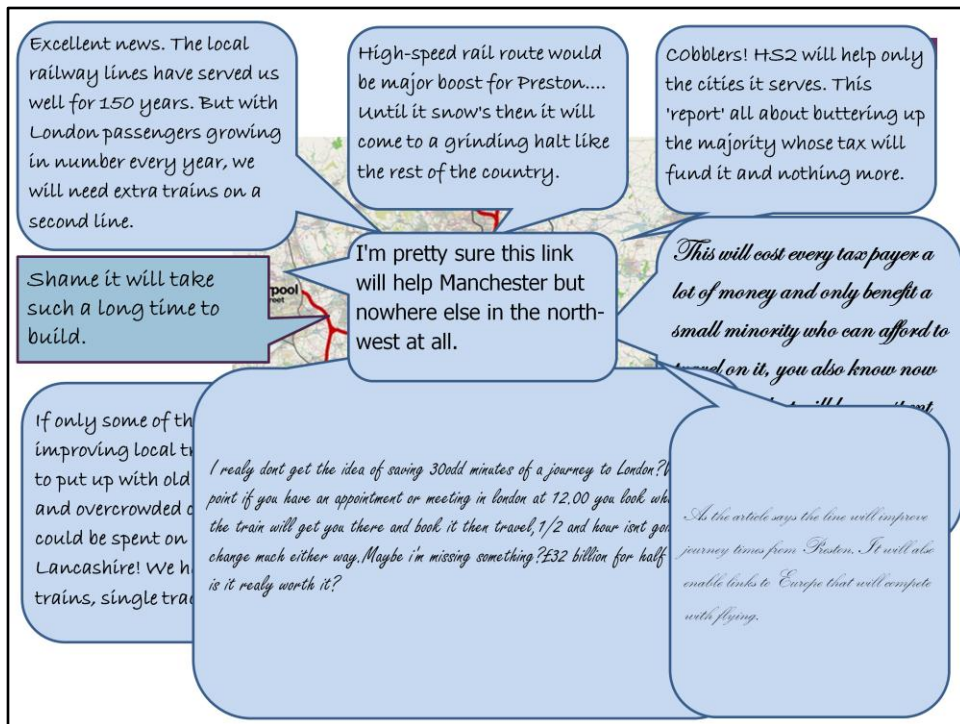 Excellent news. The local
railway lines have served us
well for 150 years. But with
London passengers growing
in number every year, we
will need extra trains on a
second line.
High-speed rail route would
be major boost for Preston....
Until it snow's then it will
come to a grinding halt like
the rest of the country.
Cobblers! HS2 will help only
the cities it serves. This
'report' all about buttering up
the majority whose tax will
fund it and nothing more.
Shame it will take
such a long time to
build.
pool
reet
I'm pretty sure this link
will help Manchester but
nowhere else in the north-
west at all.
This will cost every tax payer a
lot of money and only benefit a
small minority who can afford to
travel on it, you also know now
If only some of th
improving local tr
to put up with old
and overcrowded
could be spent on
Lancashire! We h
trains, single tra
I realy dont get the idea of saving 30odd minutes of a journey to London?
point if you have an appointment or meeting in london at 12.00 you look wh
the train will get you there and book it then travel,1/2 and hour isnt goi
change much either way.Maybe i'm missing something?£32 billion for half
is it realy worth it?
As the article says the line will improve
journey times from Preston. It will also
enable links to Europe that will compete
with flying.